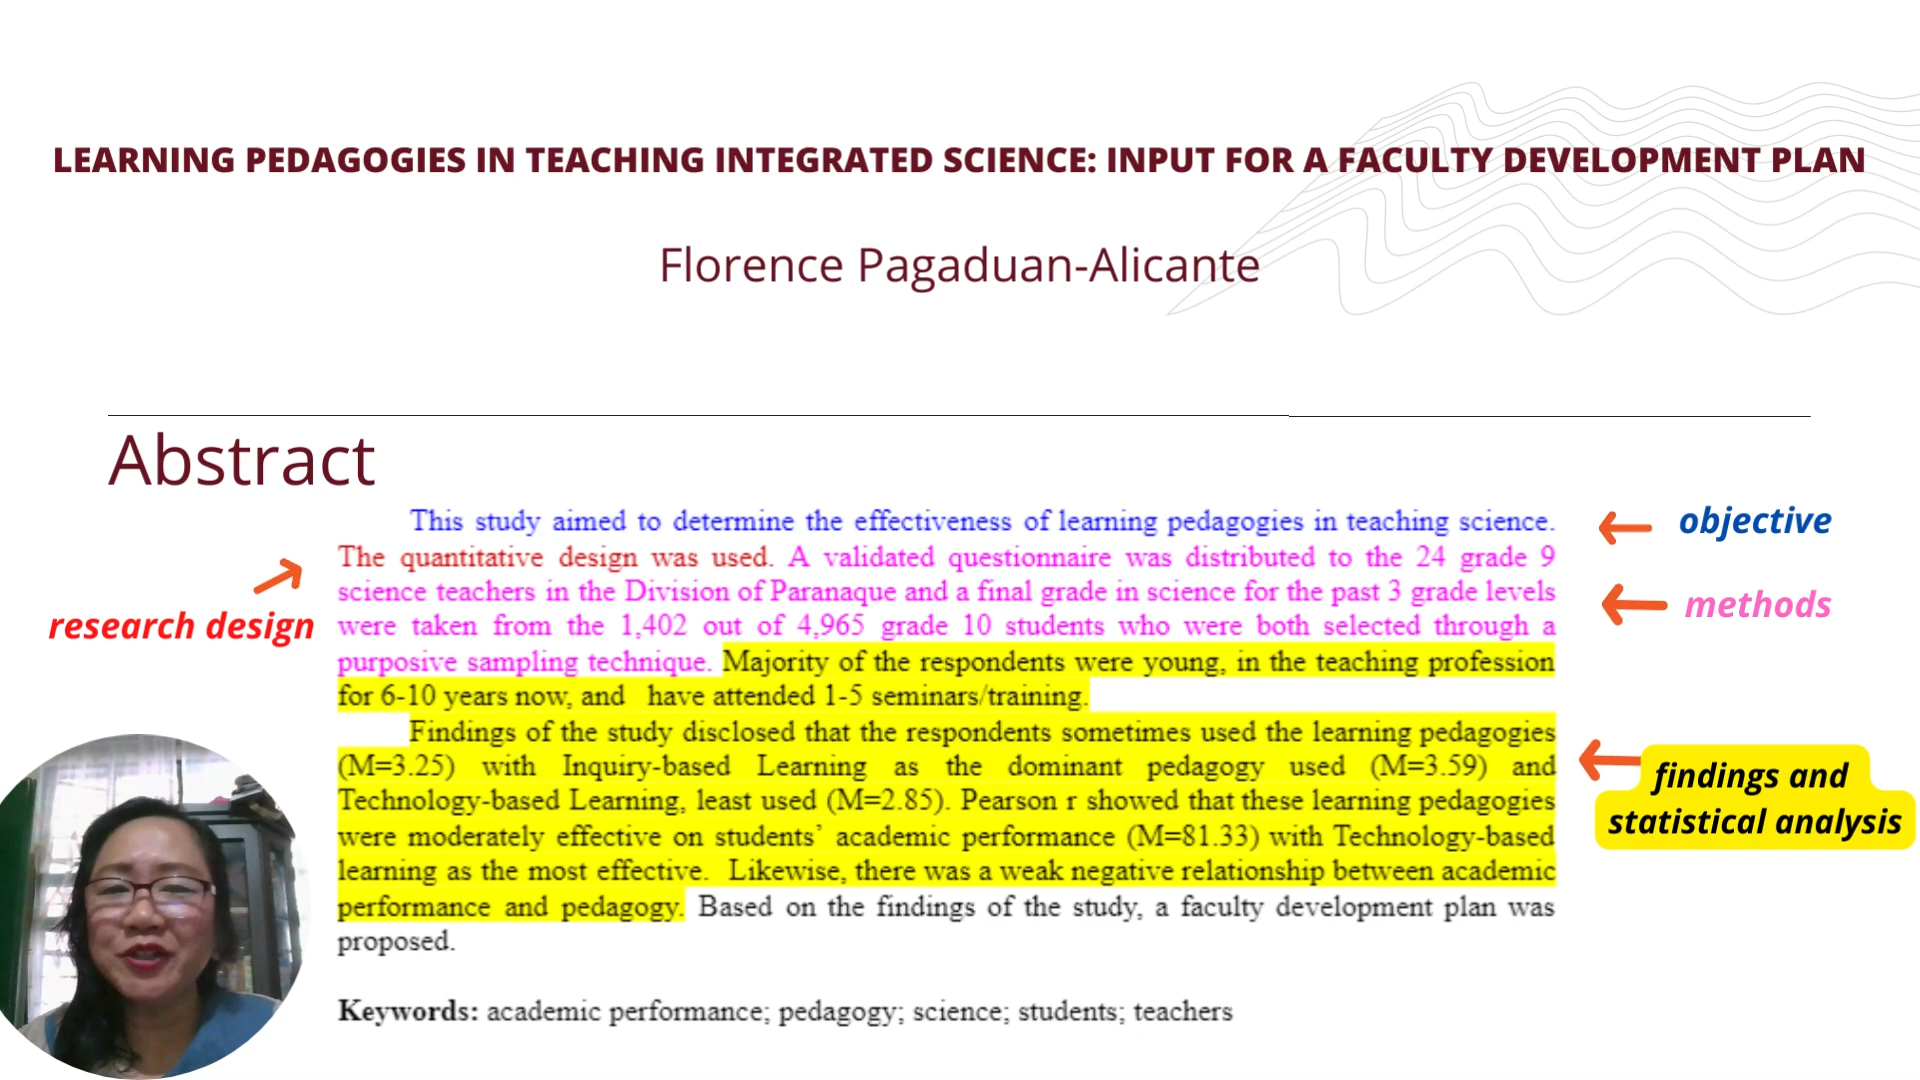 LEARNING PEDAGOGIES IN TEACHING INTEGRATED SCIENCE: INPUT FOR A FACULTY DEVELOPMENT PLAN
Florence Pagaduan-Alicante
Abstract
This study aimed to determine the effectiveness of learning pedagogies in teaching science.
The quantitative design was used. A validated questionnaire was distributed to the 24 grade 9
science teachers in the Division of Paranaque and a final grade in science for the past 3 grade levels
were taken from the 1,402 out of 4,965 grade 10 students who were both selected through a
purposive sampling technique. Majority of the respondents were young, in the teaching profession
for 6-10 years now, and have attended 1-5 seminars/training.
Findings of the study disclosed that the respondents sometimes used the learning pedagogies
(M=3.25) with Inquiry-based Learning as the dominant pedagogy used (M=3.59) and
Technology-based Learning, least used (M=2.85). Pearson r showed that these learning pedagogies
were moderately effective on students’ academic performance (M=81.33) with Technology-based
learning as the most effective. Likewise, there was a weak negative relationship between academic
performance and pedagogy. Based on the findings of the study, a faculty development plan was
proposed.
Keywords: academic performance; pedagogy; science; students; teachers
objective
research design
methods
findings and
statistical analysis